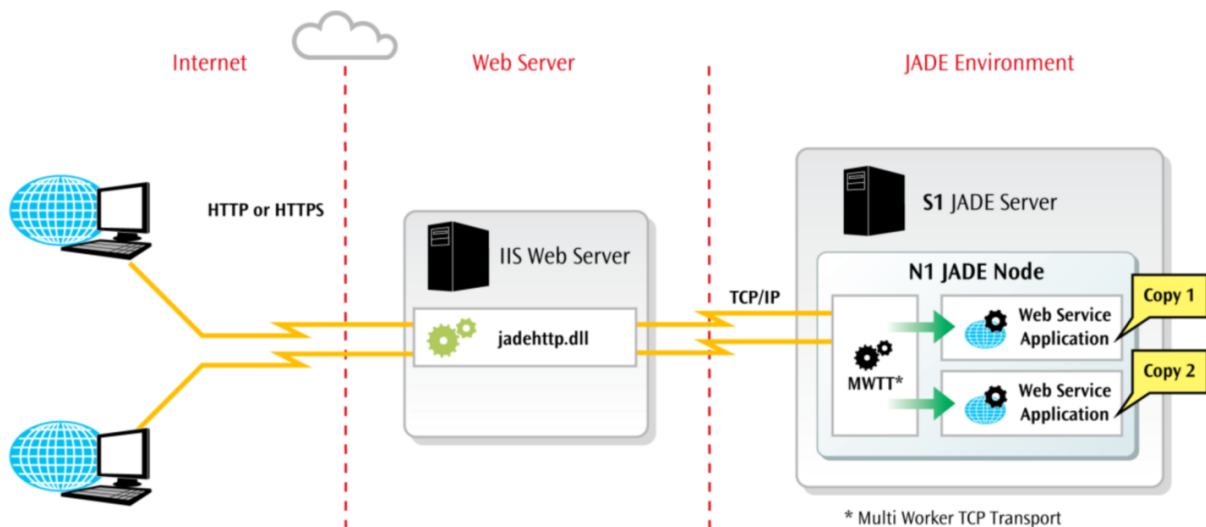 Internet
Web Server
JADE Environment
HTTP or HTTPS
IIS Web Server
jadehttp.dll
TCP/IP
S1 JADE Server
N1 JADE Node
MWTT*
Web Service
Application
Copy 1
Web Service
Application
Copy 2
* Multi Worker TCP Transport